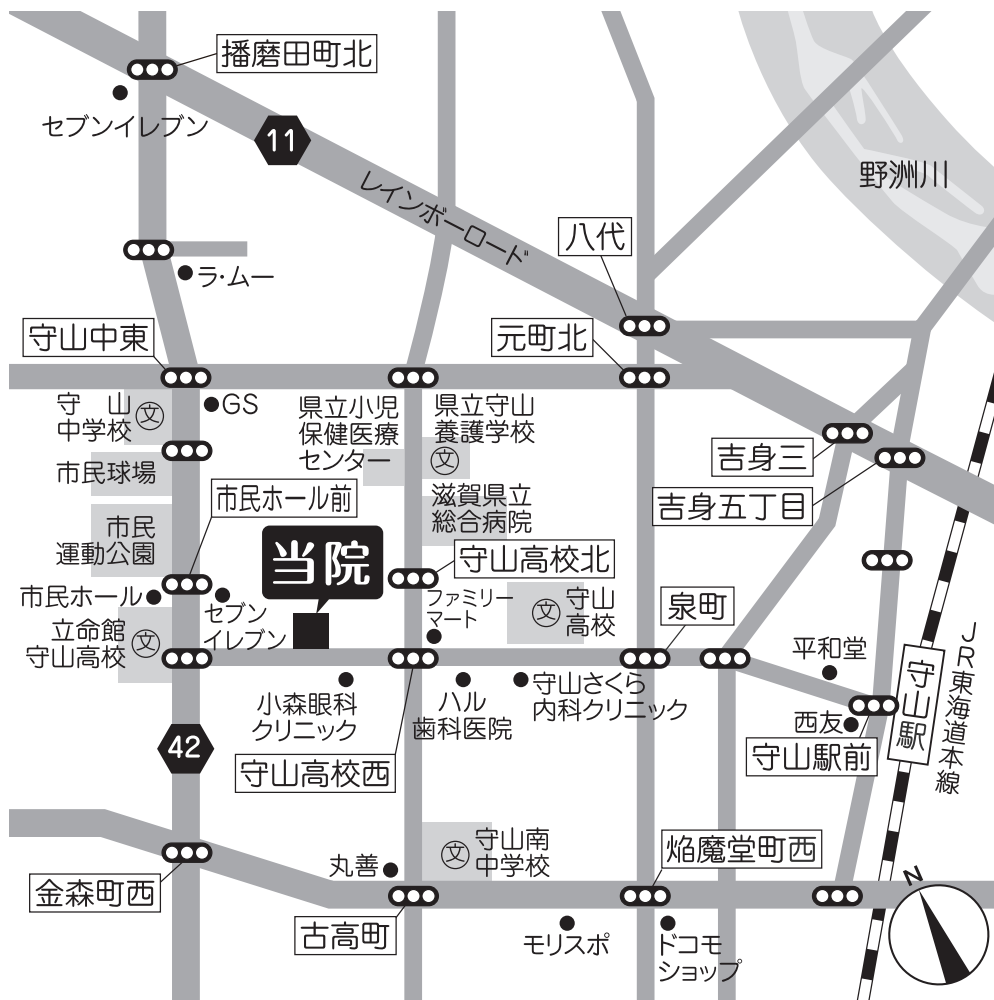 播磨田町北
セブンイレブン
11
レインボーロード
野洲川
八代
ラ・ムー
守山中東
元町北
守山
中学校
文
GS
県立小児
保健医療
センター
県立守山
養護学校
文
吉身三
市民球場
市民ホール前
滋賀県立
総合病院
吉身五丁目
市民
運動公園
当院
守山高校北
市民ホール
セブン
イレブン
ファミリー
マート
文
守山
高校
泉町
立命館
守山高校
文
平和堂
JR東海道本線
守山駅
小森眼科
クリニック
ハル
歯科医院
守山さくら
内科クリニック
西友
守山駅前
42
守山高校西
文
守山南
中学校
焔魔堂町西
丸善
金森町西
古高町
モリスポ
ドコモ
ショップ
N